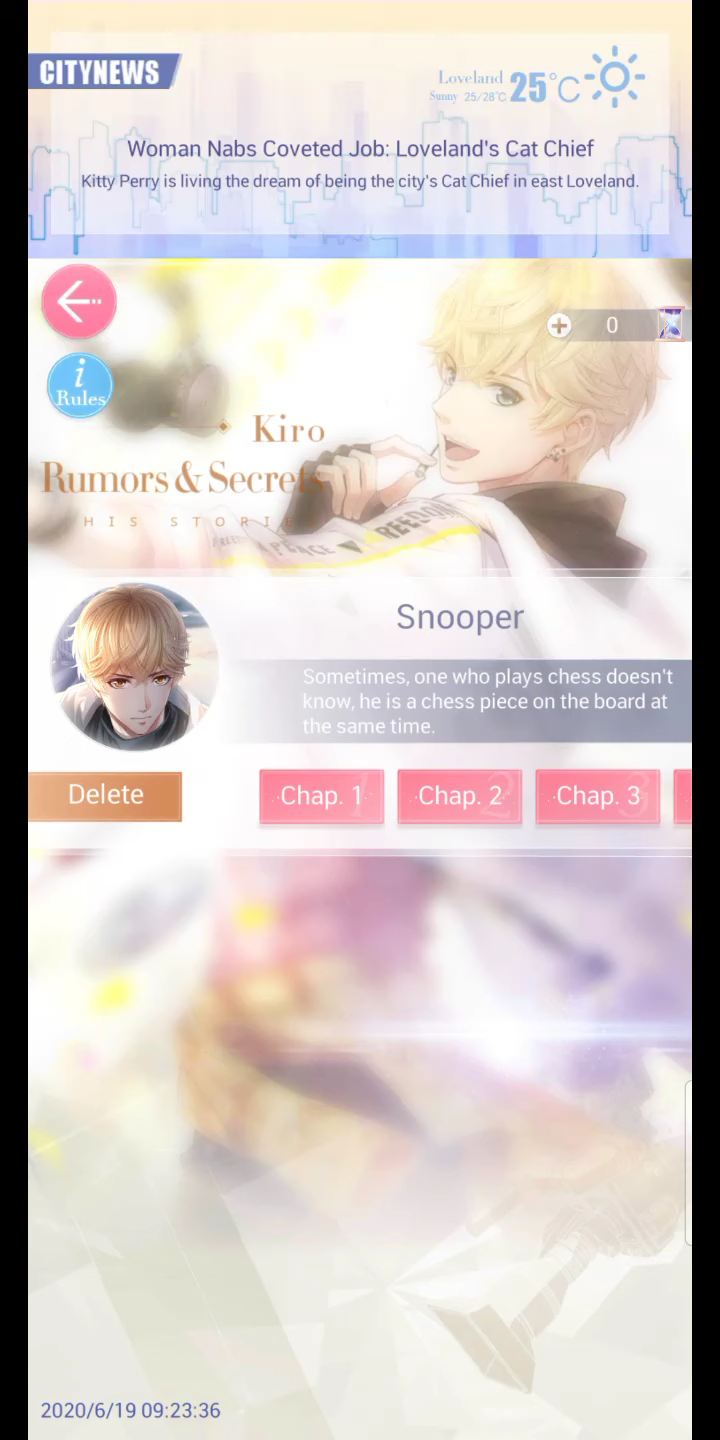 CITYNEWS
Loveland
Sunny 25/28°C
25°C
Woman Nabs Coveted Job: Loveland's Cat Chief
Kitty Perry is living the dream of being the city's Cat Chief in east Loveland.
0
i
Rules
Kiro
Rumors & Secrets
HIS STORIE
PEACE
FREEDOM
Snooper
Sometimes, one who plays chess doesn't
know, he is a chess piece on the board at
the same time.
Delete
Chap. 1
Chap. 2
Chap. 3
2020/6/19 09:23:36